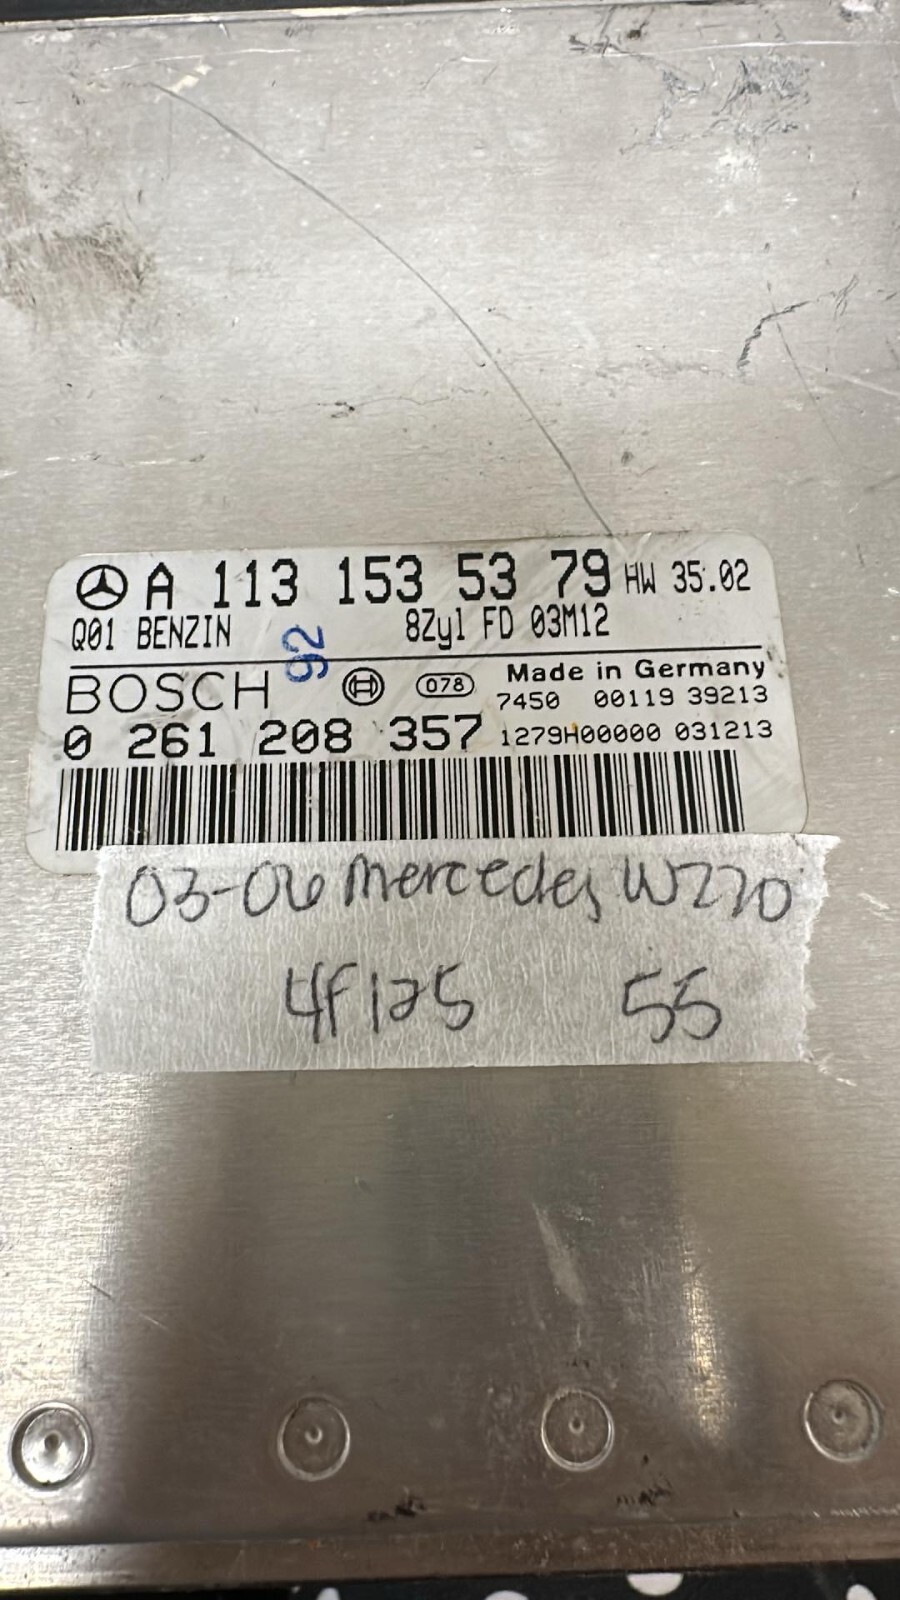 A 113 153 53 79 HW 35.02
Q01 BENZIN 92 8Zyl FD 03M12
BOSCH 078 Made in Germany
7450 00119 39213
0 261 208 357 1279H00000 031213
03-06 Mercedes W220
4F125 55